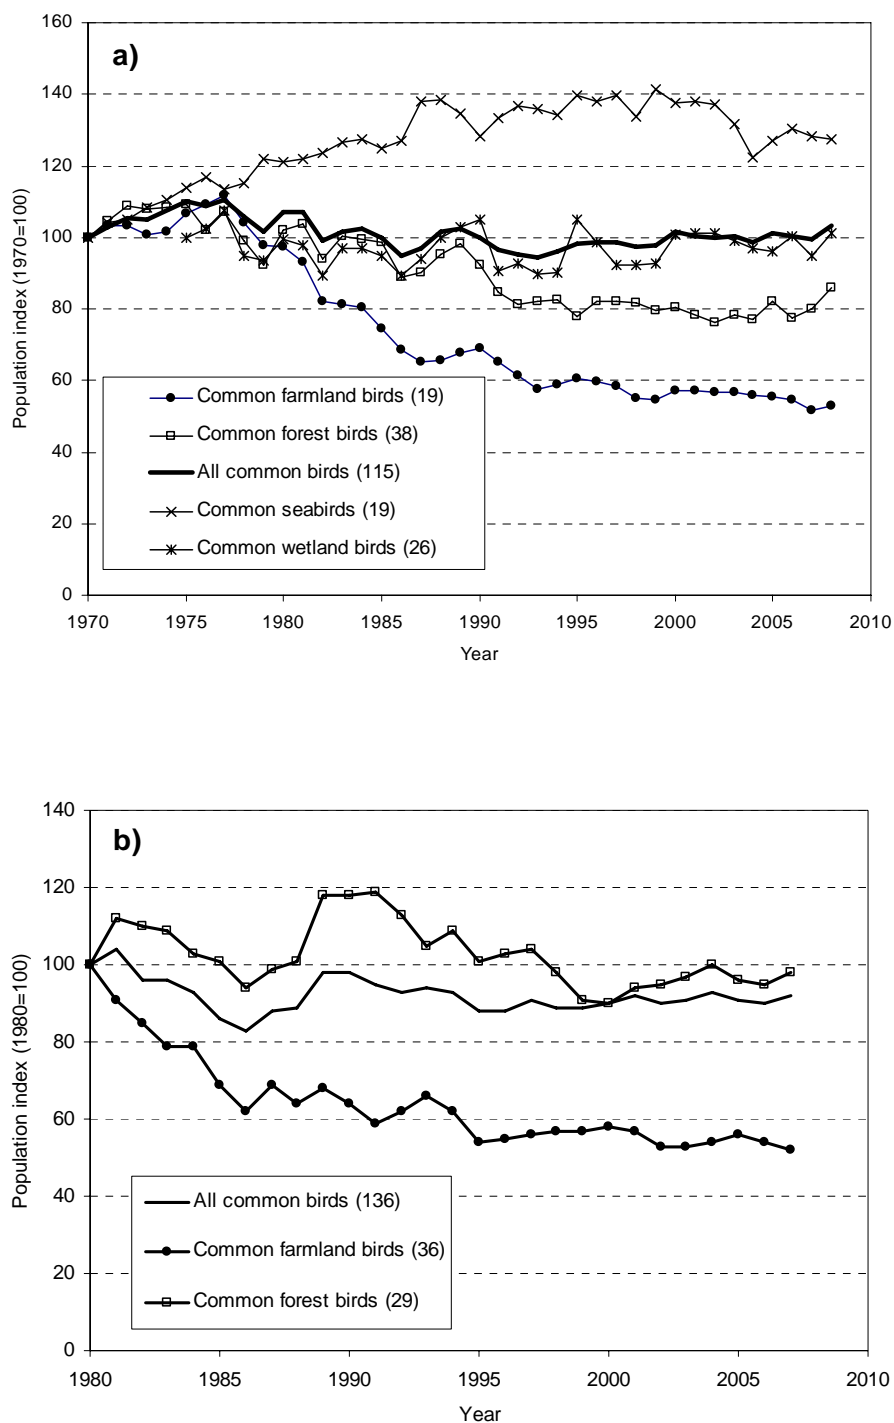 a)
160
140
120
100
80
60
40
20
0
Population index (1970=100)
Common farmland birds (19)
Common forest birds (38)
All common birds (115)
Common seabirds (19)
Common wetland birds (26)
1970 1975 1980 1985 1990 1995 2000 2005 2010
Year
b)
140
120
100
80
60
40
20
0
Population index (1980=100)
All common birds (136)
Common farmland birds (36)
Common forest birds (29)
1980 1985 1990 1995 2000 2005 2010
Year